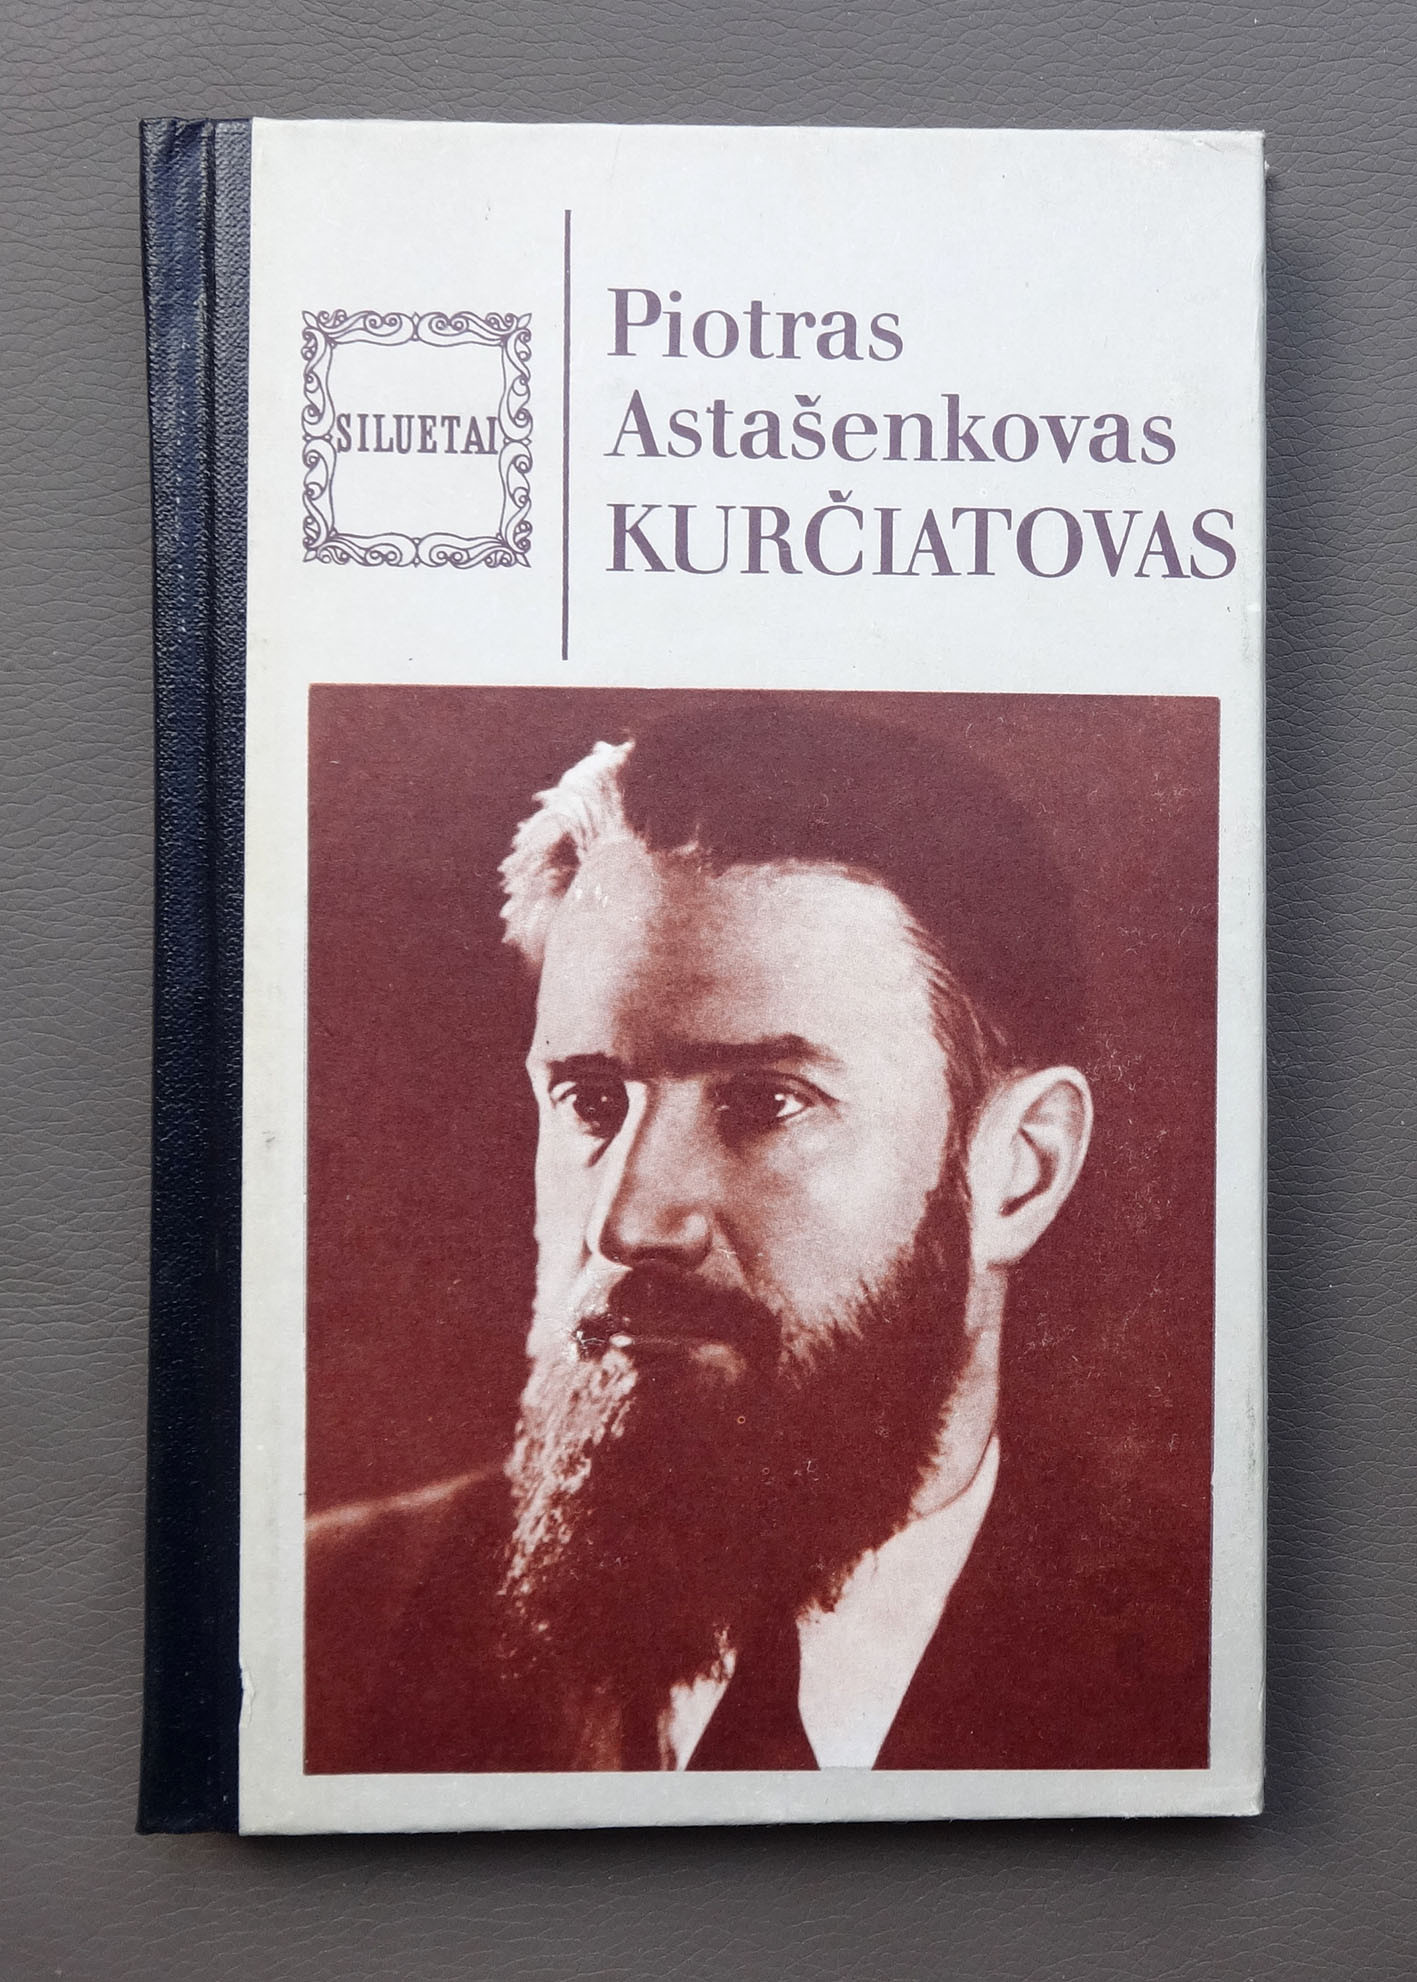 SILUETAI
Piotras
Astašenkovas
KURČIATOVAS